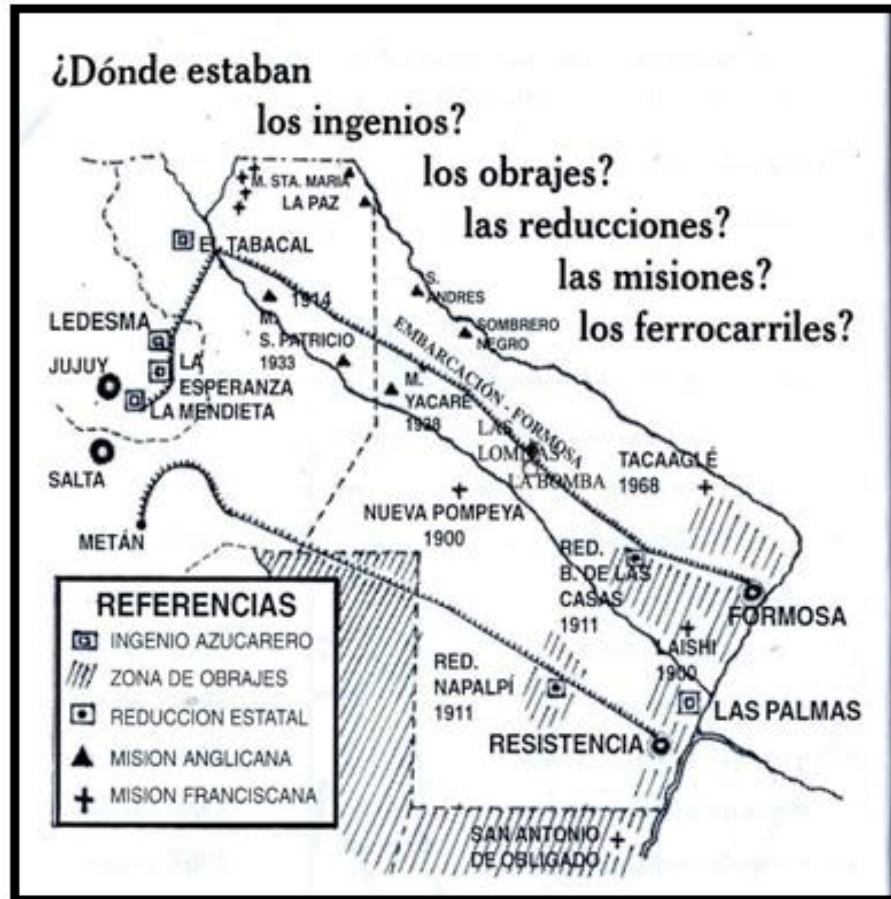 ¿Dónde estaban
los ingenios?
los obrajes?
las reducciones?
las misiones?
los ferrocarriles?
M. STA. MARIA
LA PAZ
EL TABACAL
S.
ANDRES
1914
M.
S. PATRICIO
1933
SOMBRERO
NEGRO
LEDESMA
JUJUY
LA
ESPERANZA
LA MENDIETA
EMBARCACIÓN - FORMOSA
M.
YACARÉ
1938
LAS
LOMITAS
LA BOMBA
SALTA
TACAAGLÉ
1968
METÁN
NUEVA POMPEYA
1900
RED.
B. DE LAS
CASAS
1911
FORMOSA
LAISHI
1900
RED.
NAPALPÍ
1911
LAS PALMAS
RESISTENCIA
SAN ANTONIO
DE OBLIGADO
REFERENCIAS
INGENIO AZUCARERO
ZONA DE OBRAJES
REDUCCION ESTATAL
MISION ANGLICANA
MISION FRANCISCANA